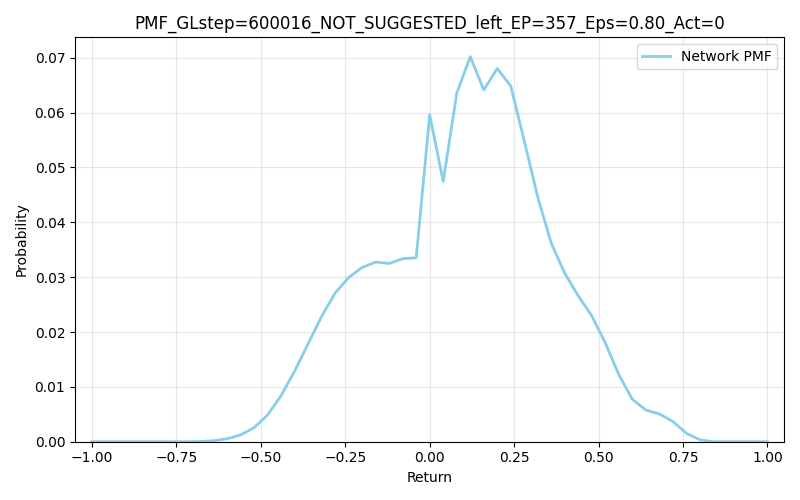 PMF_GLstep=600016_NOT_SUGGESTED_left_EP=357_Eps=0.80_Act=0
Network PMF
Probability
0.07
0.06
0.05
0.04
0.03
0.02
0.01
0.00
−1.00 −0.75 −0.50 −0.25 0.00 0.25 0.50 0.75 1.00
Return